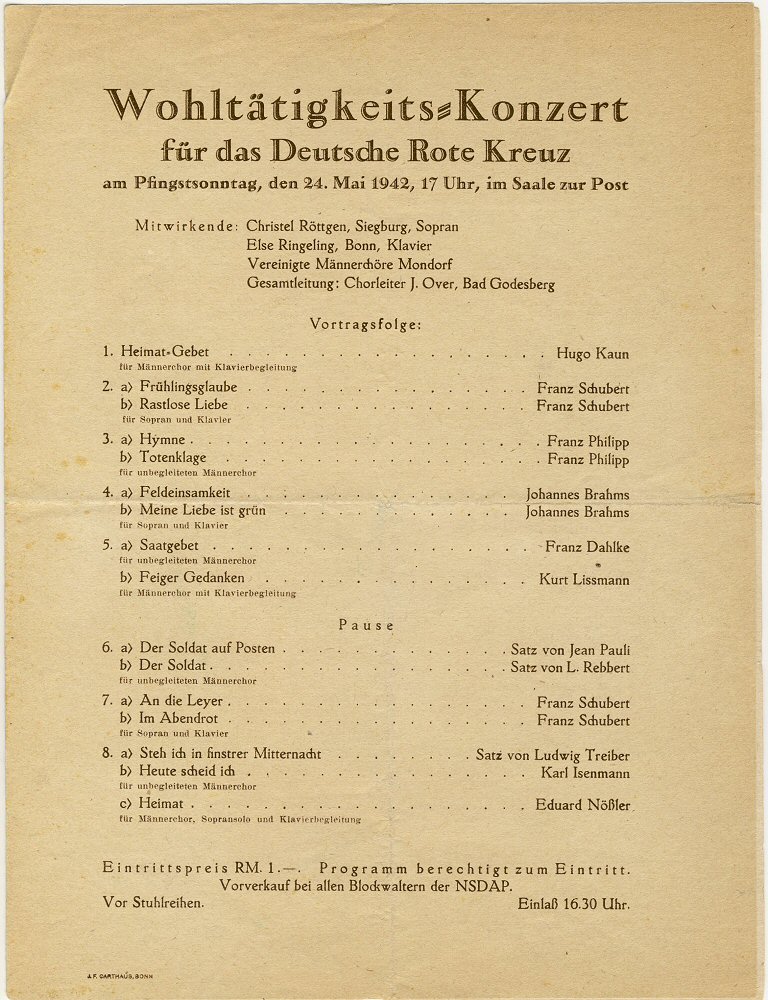 Wohltätigkeits-Konzert
für das Deutsche Rote Kreuz
am Pfingstsonntag, den 24. Mai 1942, 17 Uhr, im Saale zur Post
Mitwirkende: Christel Röttgen, Siegburg, Sopran
Else Ringeling, Bonn, Klavier
Vereinigte Männerchöre Mondorf
Gesamtleitung: Chorleiter J. Over, Bad Godesberg
Vortragsfolge:
1. Heimat-Gebet . . . . . . . . . . . . . . . . . . Hugo Kaun
für Männerchor mit Klavierbegleitung
2. a) Frühlingsglaube . . . . . . . . . . . . . . . . Franz Schubert
b) Rastlose Liebe . . . . . . . . . . . . . . . . Franz Schubert
für Sopran und Klavier
3. a) Hymne . . . . . . . . . . . . . . . . . . . Franz Philipp
b) Totenklage . . . . . . . . . . . . . . . . . . Franz Philipp
für unbegleiteten Männerchor
4. a) Feldeinsamkeit . . . . . . . . . . . . . . . Johannes Brahms
b) Meine Liebe ist grün . . . . . . . . . . . . . Johannes Brahms
für Sopran und Klavier
5. a) Saatgebet . . . . . . . . . . . . . . . . . . Franz Dahlke
für unbegleiteten Männerchor
b) Feiger Gedanken . . . . . . . . . . . . . . . Kurt Lissmann
für Männerchor mit Klavierbegleitung
Pause
6. a) Der Soldat auf Posten . . . . . . . . . . . . . Satz von Jean Pauli
b) Der Soldat . . . . . . . . . . . . . . . . . Satz von L. Rebbert
für unbegleiteten Männerchor
7. a) An die Leyer . . . . . . . . . . . . . . . . . Franz Schubert
b) Im Abendrot . . . . . . . . . . . . . . . . . Franz Schubert
für Sopran und Klavier
8. a) Steh ich in finstrer Mitternacht . . . . . . . . Satz von Ludwig Treiber
b) Heute scheid ich . . . . . . . . . . . . . . . . Karl Isenmann
für unbegleiteten Männerchor
c) Heimat . . . . . . . . . . . . . . . . . . . Eduard Nößler
für Männerchor, Sopransolo und Klavierbegleitung
Eintrittspreis RM. 1.—. Programm berechtigt zum Eintritt.
Vorverkauf bei allen Blockwaltern der NSDAP.
Vor Stuhlreihen. Einlaß 16.30 Uhr.
J. F. CARTHAUS, BONN